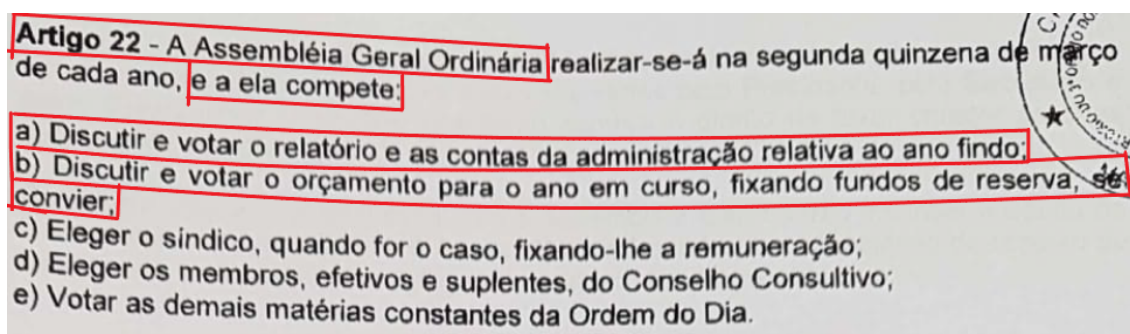 Artigo 22 - A Assembléia Geral Ordinária realizar-se-á na segunda quinzena de março
de cada ano, e a ela compete:
a) Discutir e votar o relatório e as contas da administração relativa ao ano findo;
b) Discutir e votar o orçamento para o ano em curso, fixando fundos de reserva, se
convier;
c) Eleger o síndico, quando for o caso, fixando-lhe a remuneração;
d) Eleger os membros, efetivos e suplentes, do Conselho Consultivo;
e) Votar as demais matérias constantes da Ordem do Dia.